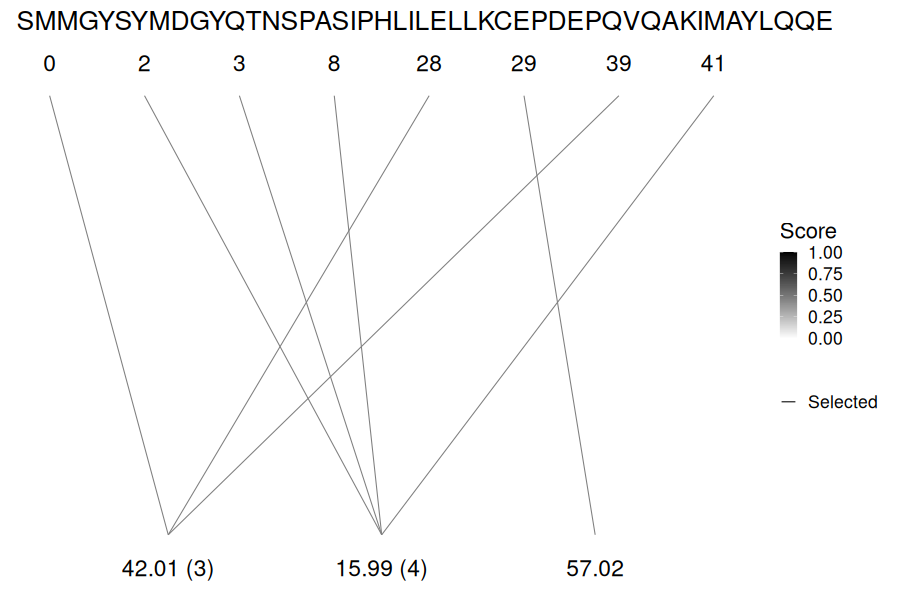 SMMGYSYMDGYQTNSPASIPHLILELLKCEPDEPQVQAKIMAYLQQE
0 2 3 8 28 29 39 41
Score
1.00
0.75
0.50
0.25
0.00
Selected
42.01 (3) 15.99 (4) 57.02